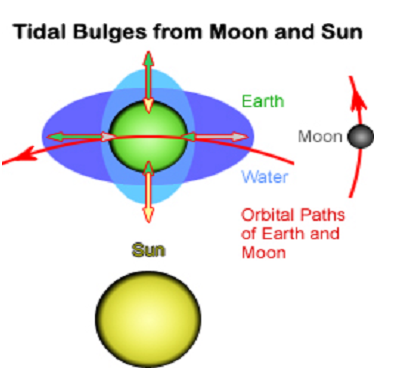 Tidal Bulges from Moon and Sun
Earth
Moon
Water
Orbital Paths
of Earth and
Moon
Sun